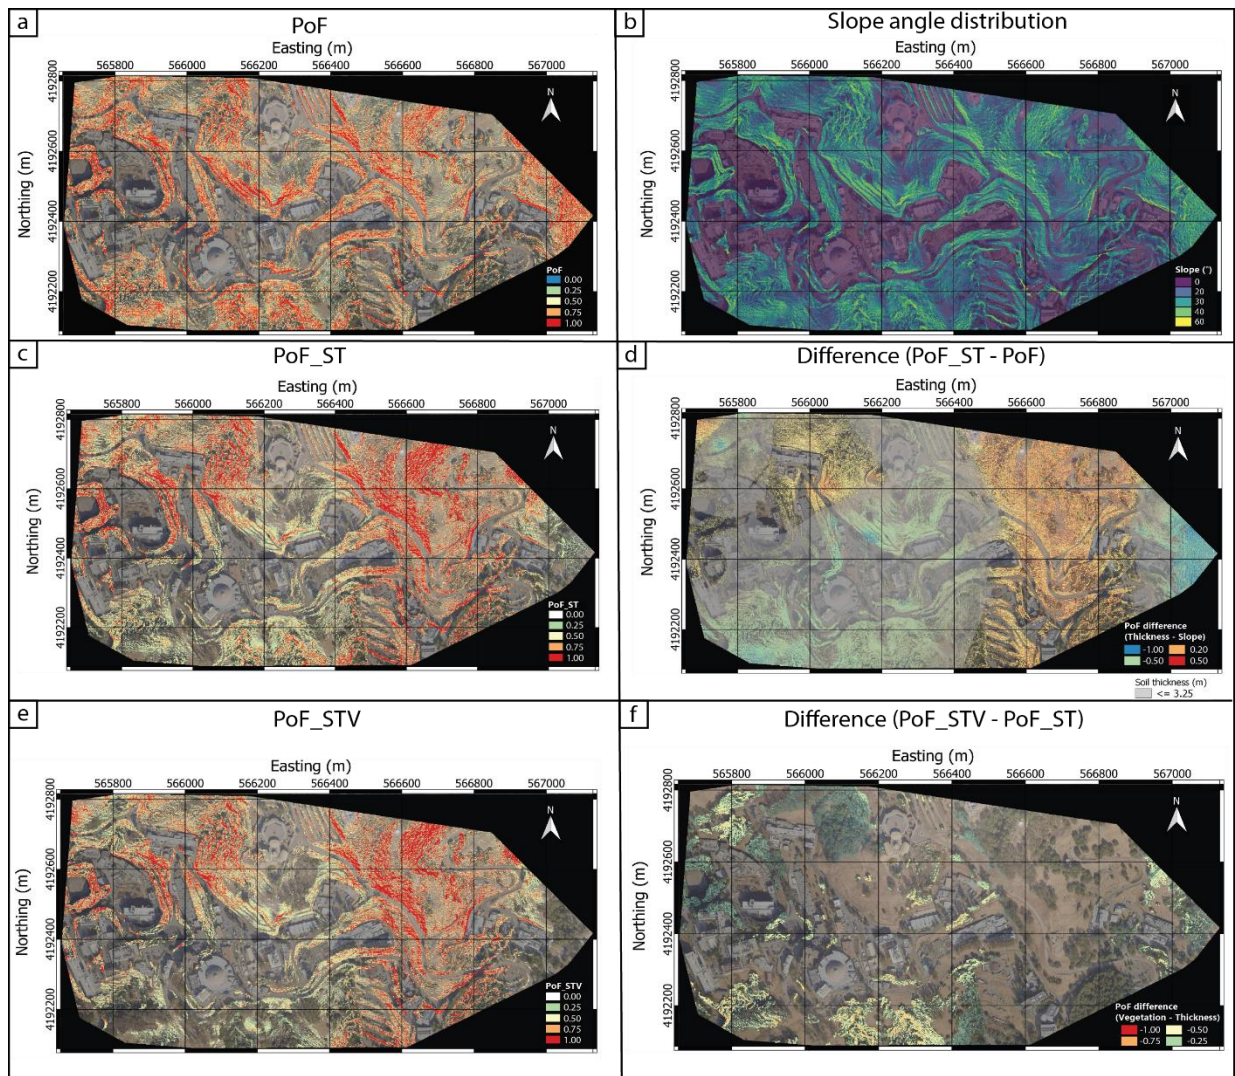 a
PoF
Easting (m)
565800 566000 566200 566400 566600 566800 567000
Northing (m)
4192800
4192600
4192400
4192200
N
PoF
0.00
0.25
0.50
0.75
1.00
b
Slope angle distribution
Easting (m)
565800 566000 566200 566400 566600 566800 567000
Northing (m)
4192800
4192600
4192400
4192200
N
Slope (°)
0
20
30
40
60
c
PoF_ST
Easting (m)
565800 566000 566200 566400 566600 566800 567000
Northing (m)
4192800
4192600
4192400
4192200
N
PoF_ST
0.00
0.25
0.50
0.75
1.00
d
Difference (PoF_ST - PoF)
Easting (m)
565800 566000 566200 566400 566600 566800 567000
Northing (m)
4192800
4192600
4192400
4192200
N
PoF difference
(Thickness - Slope)
-1.00 0.20
-0.50 0.50
Soil thickness (m)
<= 3.25
e
PoF_STV
Easting (m)
565800 566000 566200 566400 566600 566800 567000
Northing (m)
4192800
4192600
4192400
4192200
N
PoF_STV
0.00
0.25
0.50
0.75
1.00
f
Difference (PoF_STV - PoF_ST)
Easting (m)
565800 566000 566200 566400 566600 566800 567000
Northing (m)
4192800
4192600
4192400
4192200
N
PoF difference
(Vegetation - Thickness)
-1.00 -0.50
-0.75 -0.25